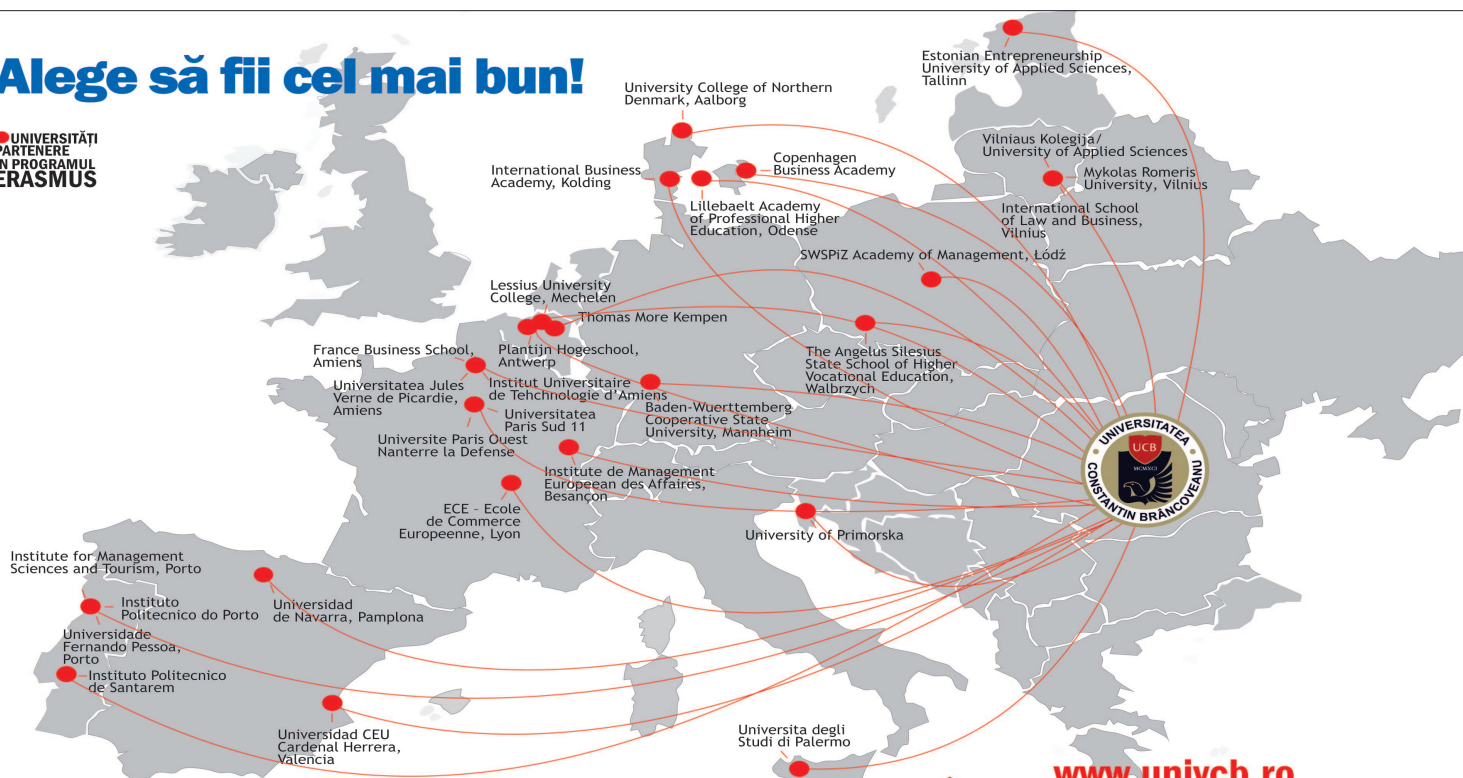 Alege să fii cel mai bun!
UNIVERSITĂȚI
PARTENERE
ÎN PROGRAMUL
ERASMUS
Estonian Entrepreneurship
University of Applied Sciences,
Tallinn
University College of Northern
Denmark, Aalborg
Vilniaus Kolegija/
University of Applied Sciences
Mykolas Romeris
University, Vilnius
International School
of Law and Business,
Vilnius
International Business
Academy, Kolding
Copenhagen
Business Academy
Lillebaelt Academy
of Professional Higher
Education, Odense
SWSPiZ Academy of Management, Łódź
Lessius University
College, Mechelen
Thomas More Kempen
Plantijn Hogeschool,
Antwerp
France Business School,
Amiens
Universitatea Jules
Verne de Picardie,
Amiens
Institut Universitaire
de Tehchnologie d'Amiens
Universitatea
Paris Sud 11
Universite Paris Ouest
Nanterre la Defense
The Angelus Silesius
State School of Higher
Vocational Education,
Walbrzych
Baden-Wuerttemberg
Cooperative State
University, Mannheim
Institute de Management
Europeean des Affaires,
Besançon
ECE - Ecole
de Commerce
Europeenne, Lyon
University of Primorska
UNIVERSITATEA
CONSTANTIN BRÂNCOVEANU
UCB
MCMXCI
Institute for Management
Sciences and Tourism, Porto
Instituto
Politecnico do Porto
Universidade
Fernando Pessoa,
Porto
Instituto Politecnico
de Santarem
Universidad
de Navarra, Pamplona
Universidad CEU
Cardenal Herrera,
Valencia
Universita degli
Studi di Palermo
www.univcb.ro